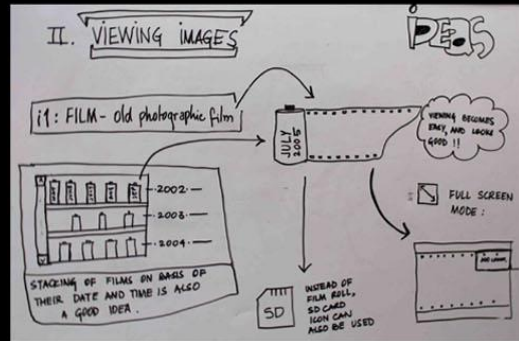 II. VIEWING IMAGES
iDEAS
i1: FILM - old photographic film
JULY
2005
VIEWING BECOMES
EASY, AND LOOKS
GOOD !!
2002
2003
2004
STACKING OF FILMS ON BASIS OF
THEIR DATE AND TIME IS ALSO
A GOOD IDEA.
SD
INSTEAD OF
FILM ROLL,
SD CARD
ICON CAN
ALSO BE USED
FULL SCREEN
MODE :